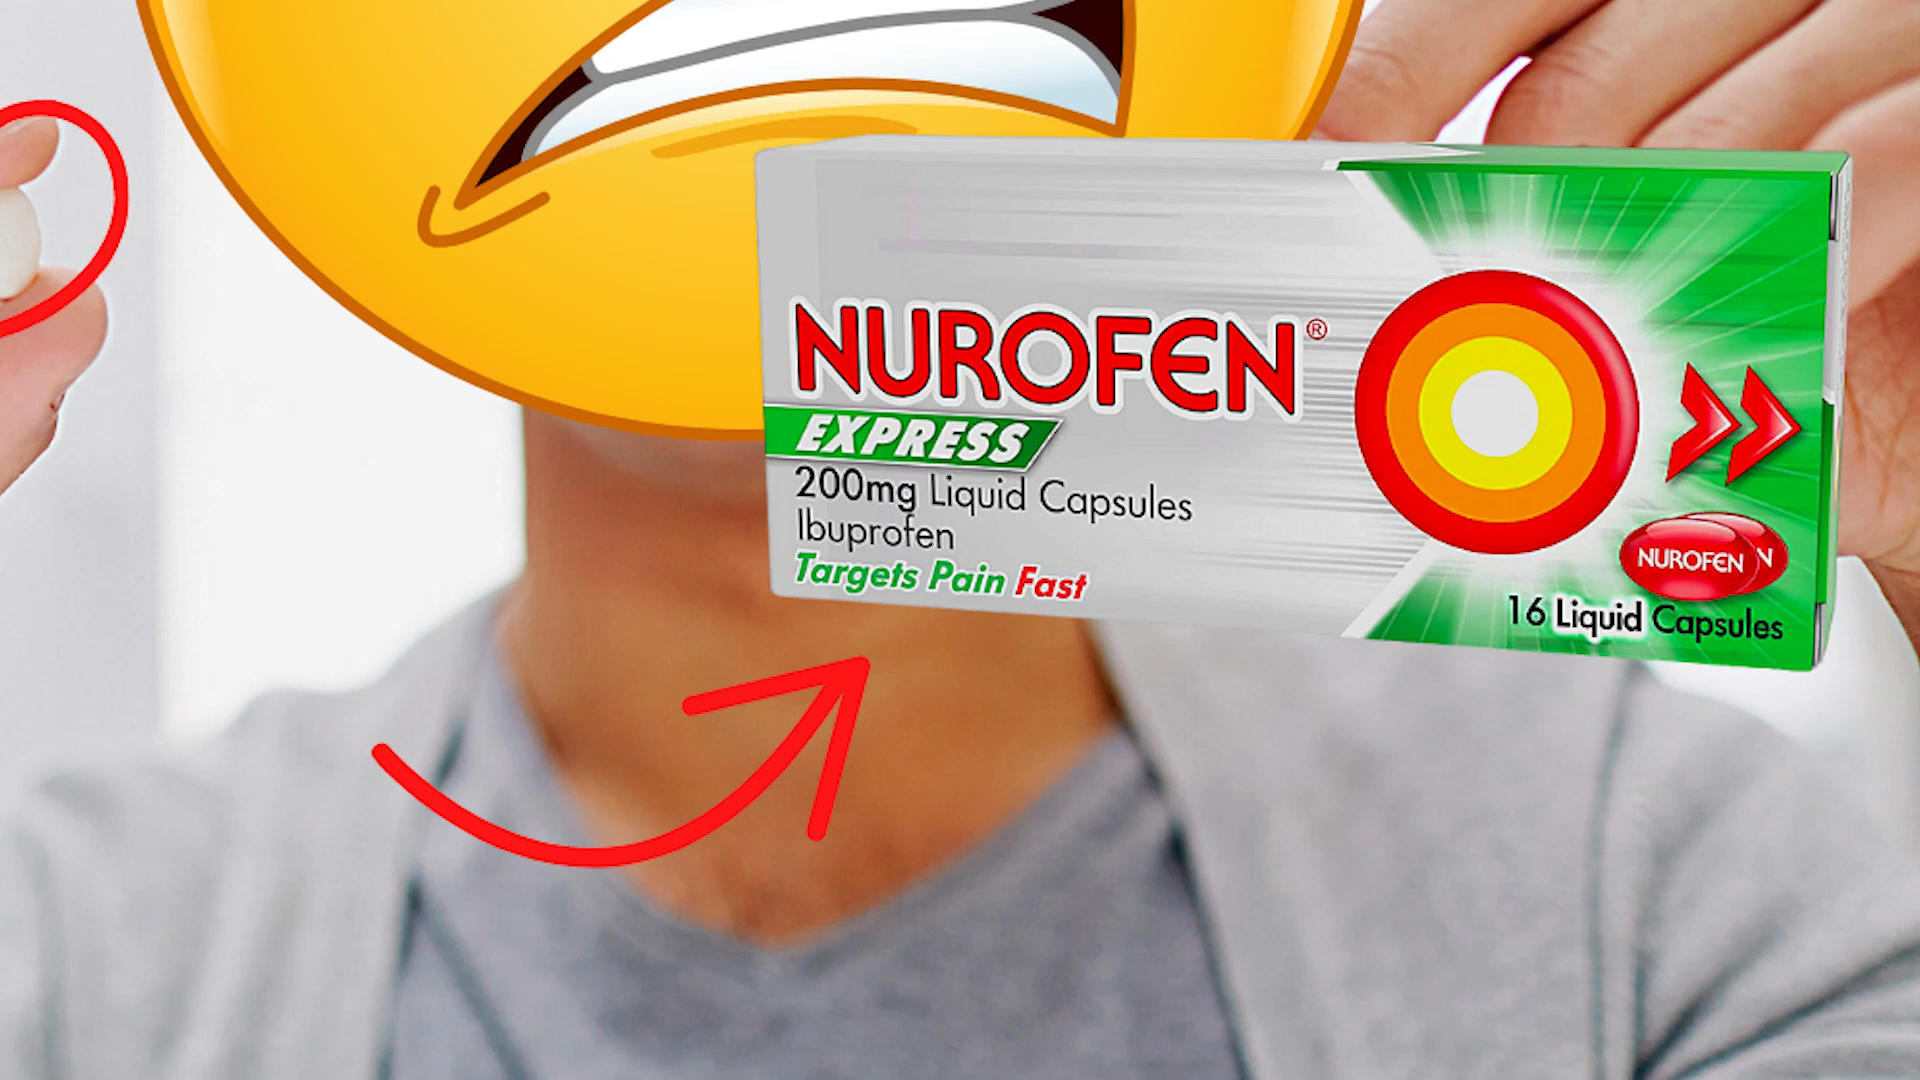 NUROFEN®
EXPRESS
200mg Liquid Capsules
Ibuprofen
Targets Pain Fast
NUROFEN N
16 Liquid Capsules